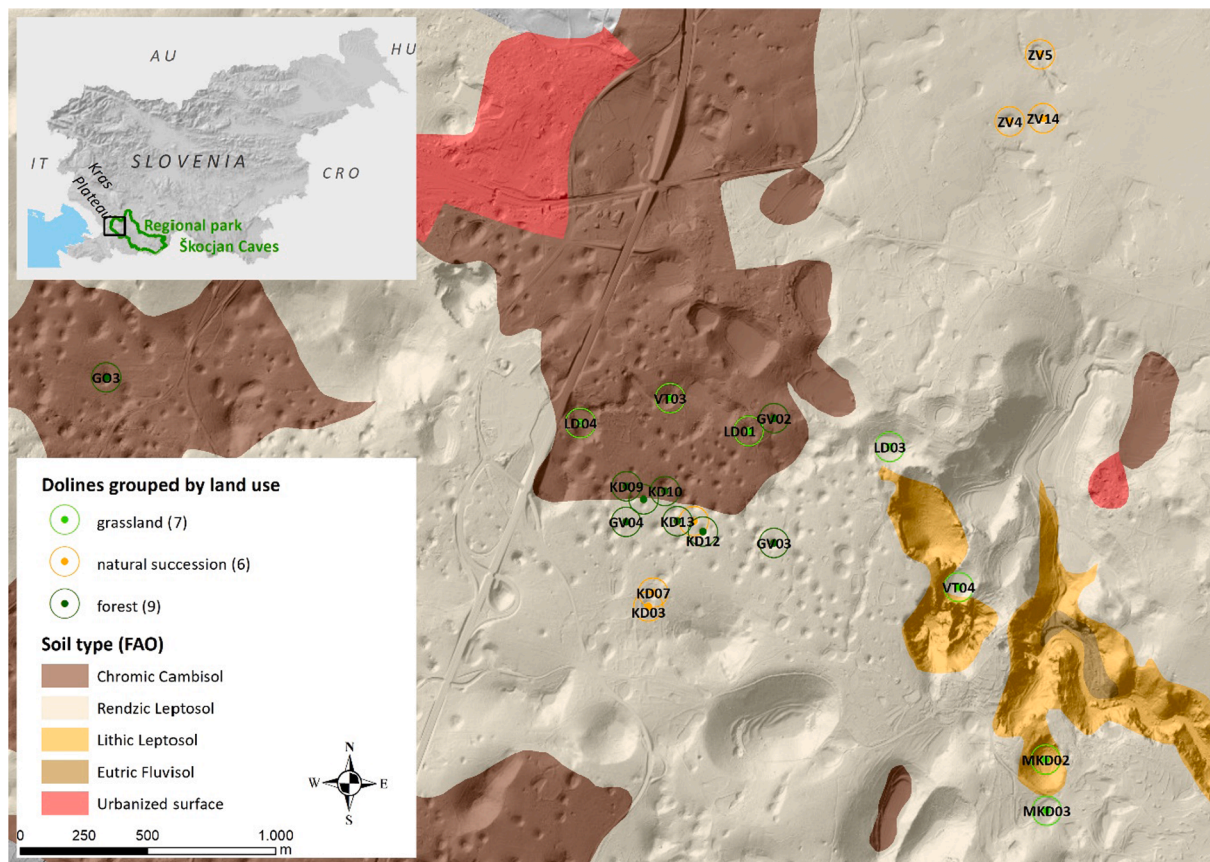 AU
HU
IT
SLOVENIA
CRO
Kras
Plateau
Regional park
Škocjan Caves
ZV5
ZV4
ZV14
GO3
VT03
LD04
LD01
GV02
LD03
KD09
KD10
GV04
KD13
KD12
GV03
KD07
KD03
VT04
MKD02
MKD03
Dolines grouped by land use
grassland (7)
natural succession (6)
forest (9)
Soil type (FAO)
Chromic Cambisol
Rendzic Leptosol
Lithic Leptosol
Eutric Fluvisol
Urbanized surface
N
W E
S
0 500 1.000
m